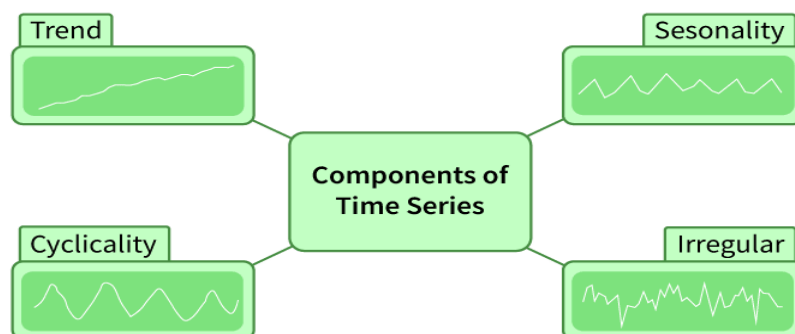 Trend
Sesonality
Components of
Time Series
Cyclicality
Irregular